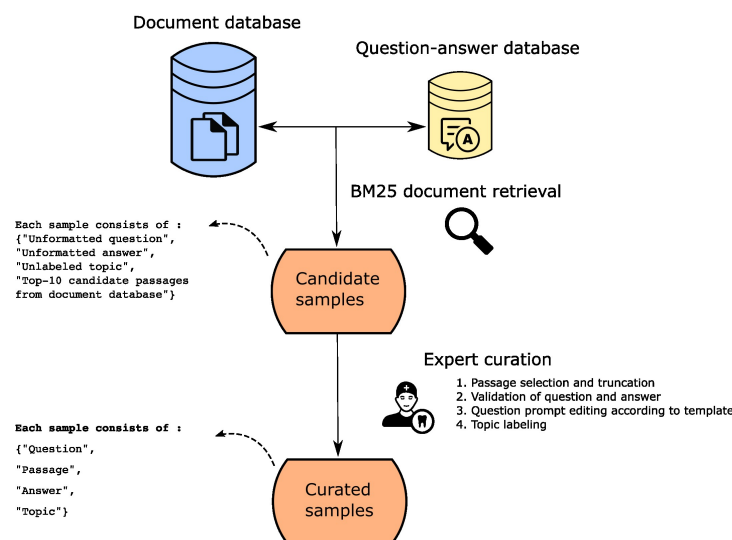 Document database
Question-answer database
A
BM25 document retrieval
Each sample consists of :
{"Unformatted question",
"Unformatted answer",
"Unlabeled topic",
"Top-10 candidate passages
from document database"}
Candidate
samples
Expert curation
1. Passage selection and truncation
2. Validation of question and answer
3. Question prompt editing according to template
4. Topic labeling
Each sample consists of :
{"Question",
"Passage",
"Answer",
"Topic"}
Curated
samples